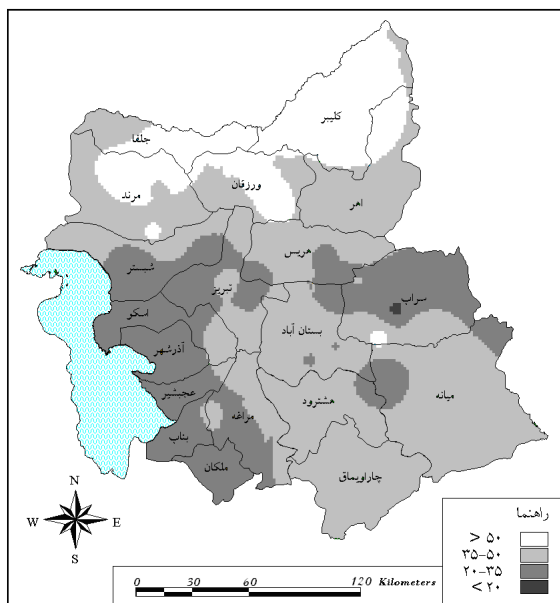 کلیبر
جلفا
مرند
ورزقان
اهر
هریس
شبستر
تبریز
سراب
اسکو
بستان آباد
آذرشهر
عجبشیر
مراغه
هشترود
میانه
بناب
ملکان
چاراویماق
N
W E
S
راهنما
> ۵۰
۳۵-۵۰
۲۰-۳۵
< ۲۰
0 15 30 60 120 Kilometers